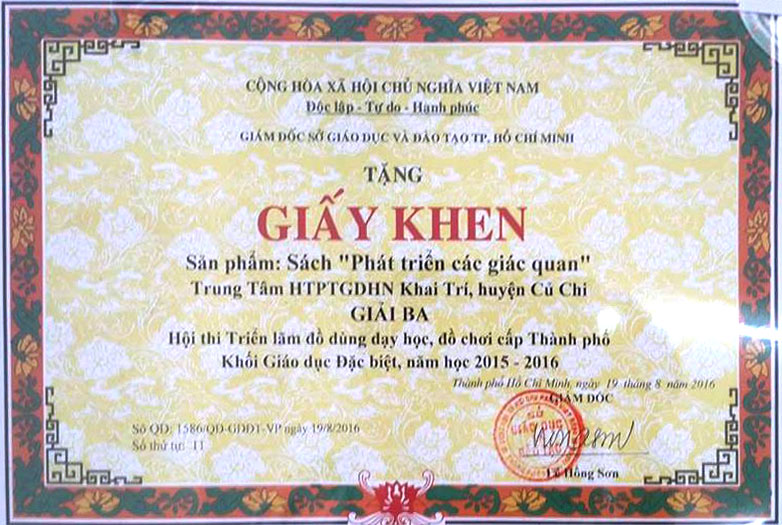 CỘNG HÒA XÃ HỘI CHỦ NGHĨA VIỆT NAM
Độc lập - Tự do - Hạnh phúc
GIÁM ĐỐC SỞ GIÁO DỤC VÀ ĐÀO TẠO TP. HỒ CHÍ MINH
TẶNG
GIẤY KHEN
Sản phẩm: Sách "Phát triển các giác quan"
Trung Tâm HTPTGDHN Khai Trí, huyện Củ Chi
GIẢI BA
Hội thi Triển lãm đồ dùng dạy học, đồ chơi cấp Thành phố
Khối Giáo dục Đặc biệt, năm học 2015 - 2016
Thành phố Hồ Chí Minh, ngày 19 tháng 8 năm 2016
GIÁM ĐỐC
Số QĐ: 1586/QĐ-GDĐT-VP ngày 19/8/2016
Số thứ tự: 11
SỞ
GIÁO DỤC
Lê Hồng Sơn